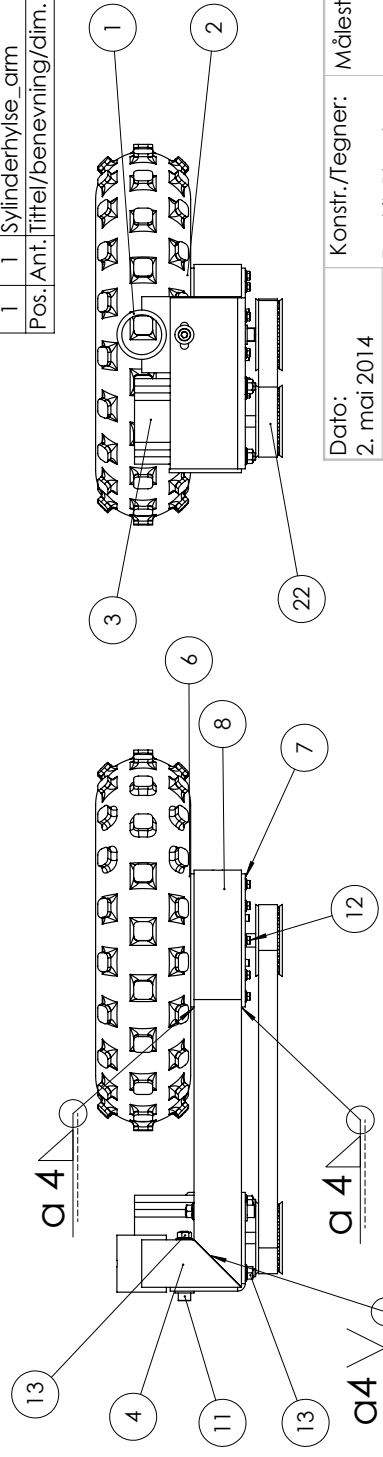 1 1 Sylinderhylse_arm
Pos. Ant. Tittel/benevning/dim.
1
2
3
22
Dato:
2. mai 2014
Konstr./Tegner:
Målest
6
8
7
12
a 4
a 4
13
4
11
13
a4